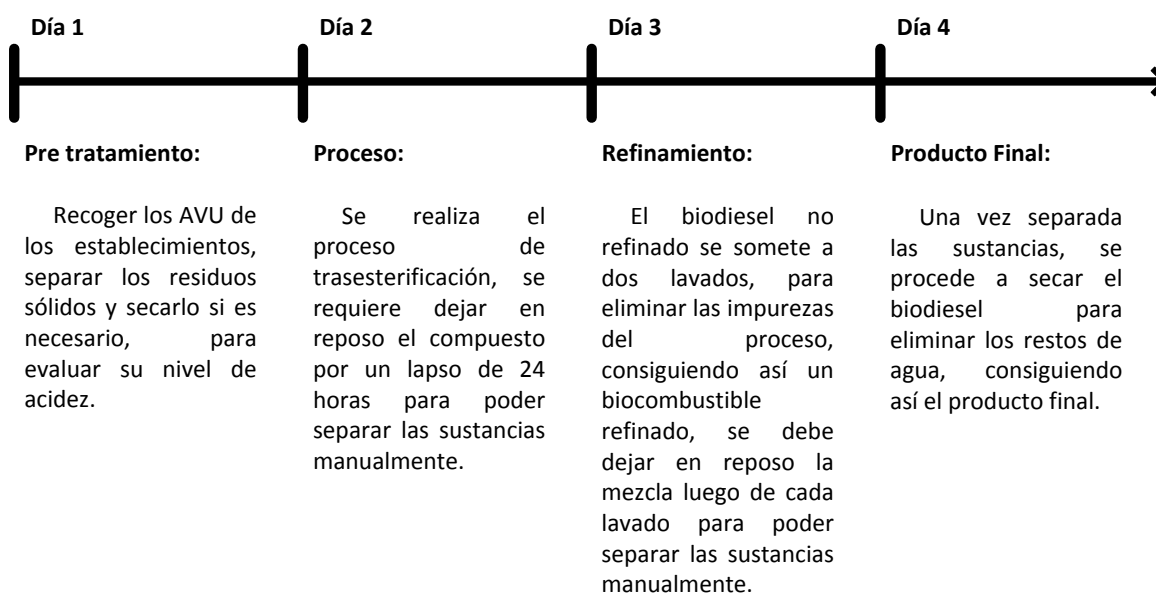 Día 1
Día 2
Día 3
Día 4
Pre tratamiento:
Recoger los AVU de
los establecimientos,
separar los residuos
sólidos y secarlo si es
necesario, para
evaluar su nivel de
acidez.
Proceso:
Se realiza el
proceso de
trasesterificación, se
requiere dejar en
reposo el compuesto
por un lapso de 24
horas para poder
separar las sustancias
manualmente.
Refinamiento:
El biodiesel no
refinado se somete a
dos lavados, para
eliminar las impurezas
del proceso,
consiguiendo así un
biocombustible
refinado, se debe
dejar en reposo la
mezcla luego de cada
lavado para poder
separar las sustancias
manualmente.
Producto Final:
Una vez separada
las sustancias, se
procede a secar el
biodiesel para
eliminar los restos de
agua, consiguiendo
así el producto final.